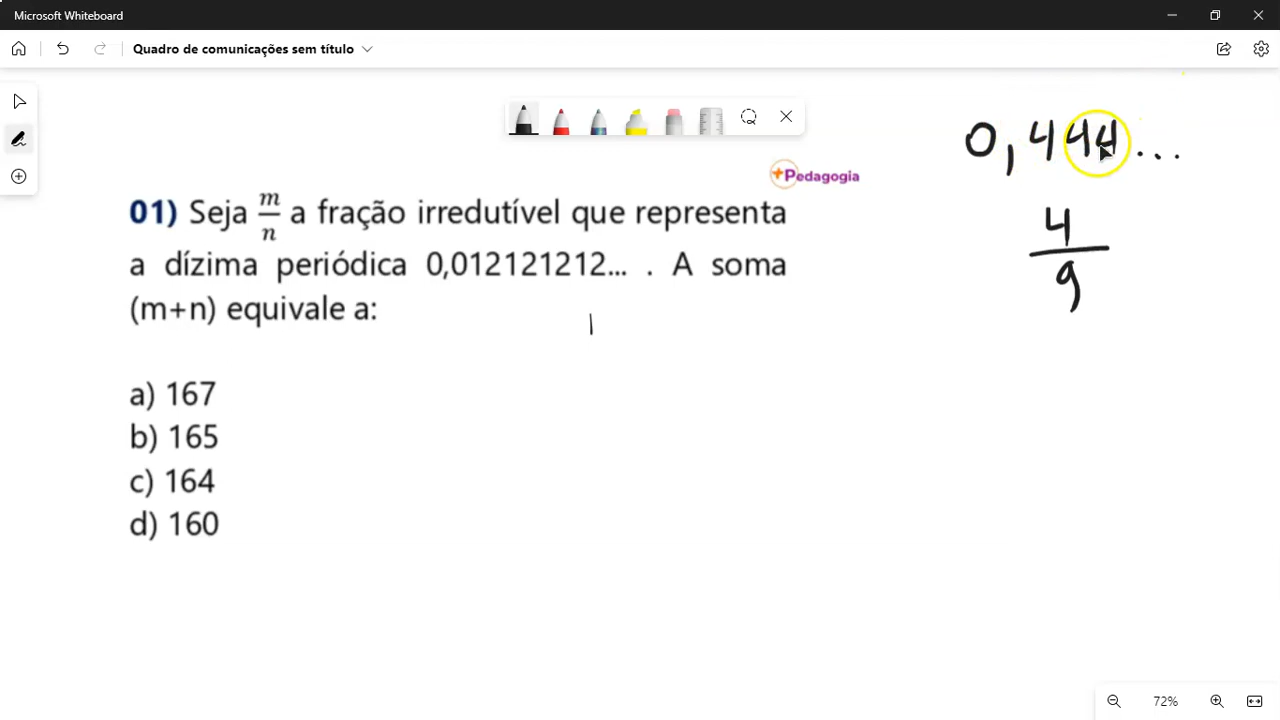 Microsoft Whiteboard
Quadro de comunicações sem título
+Pedagogia
01) Seja m/n a fração irredutível que representa
a dízima periódica 0,012121212... . A soma
(m+n) equivale a:
a) 167
b) 165
c) 164
d) 160
0,444...
4
9
72%